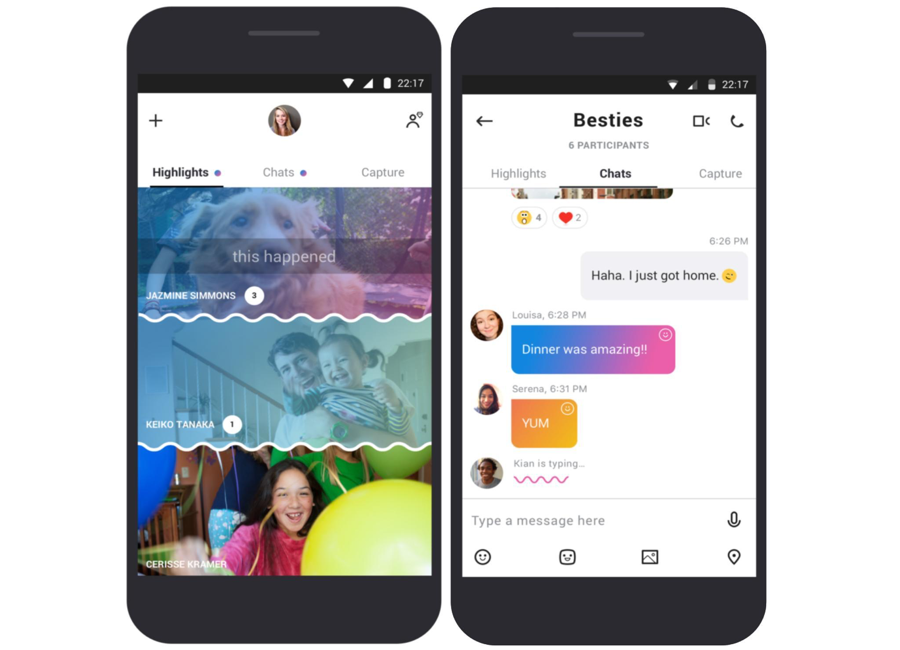 22:17
Highlights
Chats
Capture
this happened
JAZMINE SIMMONS 3
KEIKO TANAKA 1
CERISSE KRAMER
22:17
Besties
6 PARTICIPANTS
Highlights
Chats
Capture
4
2
6:26 PM
Haha. I just got home.
Louisa, 6:28 PM
Dinner was amazing!!
Serena, 6:31 PM
YUM
Kian is typing...
Type a message here